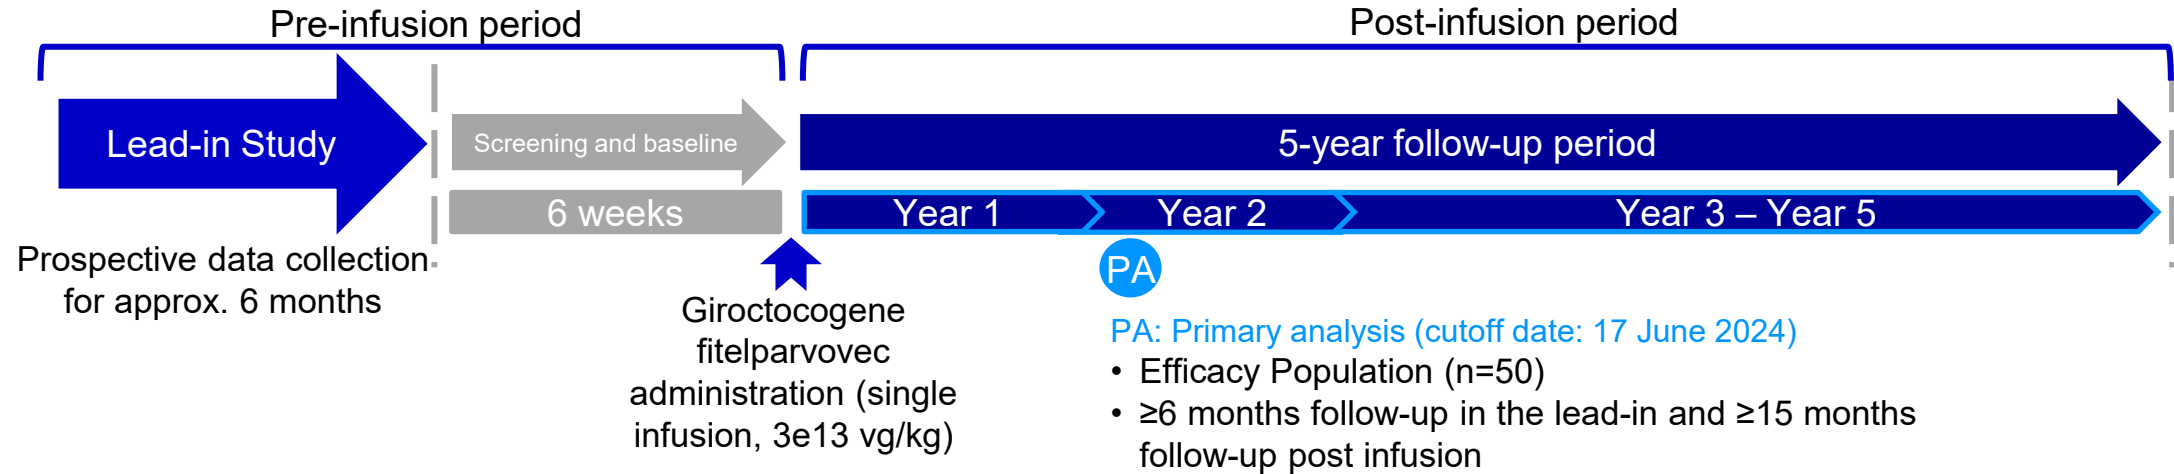 Pre-infusion period
Post-infusion period
Lead-in Study
Screening and baseline
5-year follow-up period
6 weeks
Year 1
Year 2
Year 3 – Year 5
Prospective data collection
for approx. 6 months
PA
Giroctocogene
fitelparvovec
administration (single
infusion, 3e13 vg/kg)
PA: Primary analysis (cutoff date: 17 June 2024)
• Efficacy Population (n=50)
• ≥6 months follow-up in the lead-in and ≥15 months
follow-up post infusion